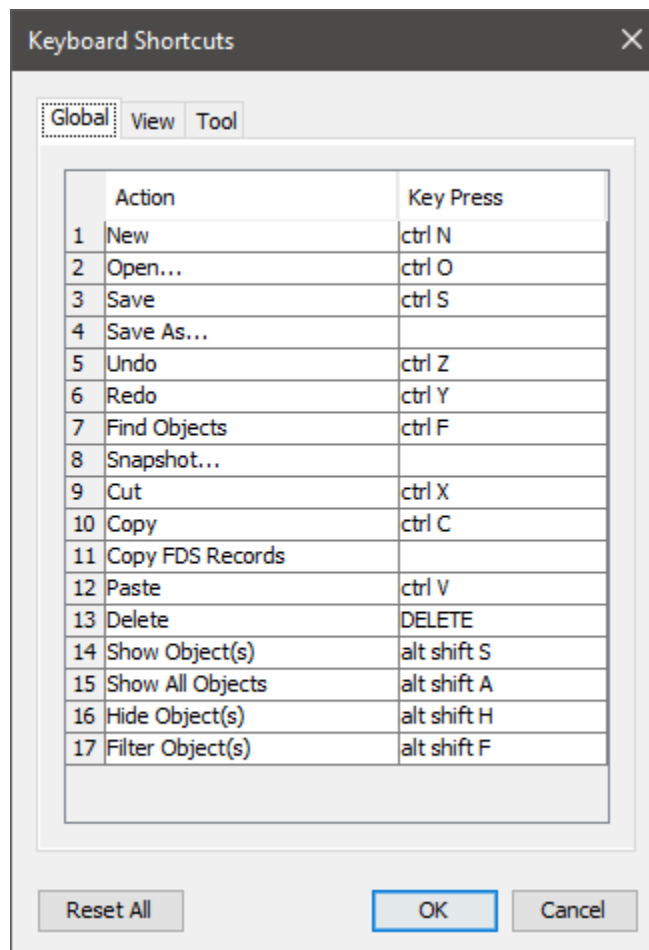 Keyboard Shortcuts
Global View Tool
Action Key Press
1 New ctrl N
2 Open... ctrl O
3 Save ctrl S
4 Save As...
5 Undo ctrl Z
6 Redo ctrl Y
7 Find Objects ctrl F
8 Snapshot...
9 Cut ctrl X
10 Copy ctrl C
11 Copy FDS Records
12 Paste ctrl V
13 Delete DELETE
14 Show Object(s) alt shift S
15 Show All Objects alt shift A
16 Hide Object(s) alt shift H
17 Filter Object(s) alt shift F
Reset All OK Cancel